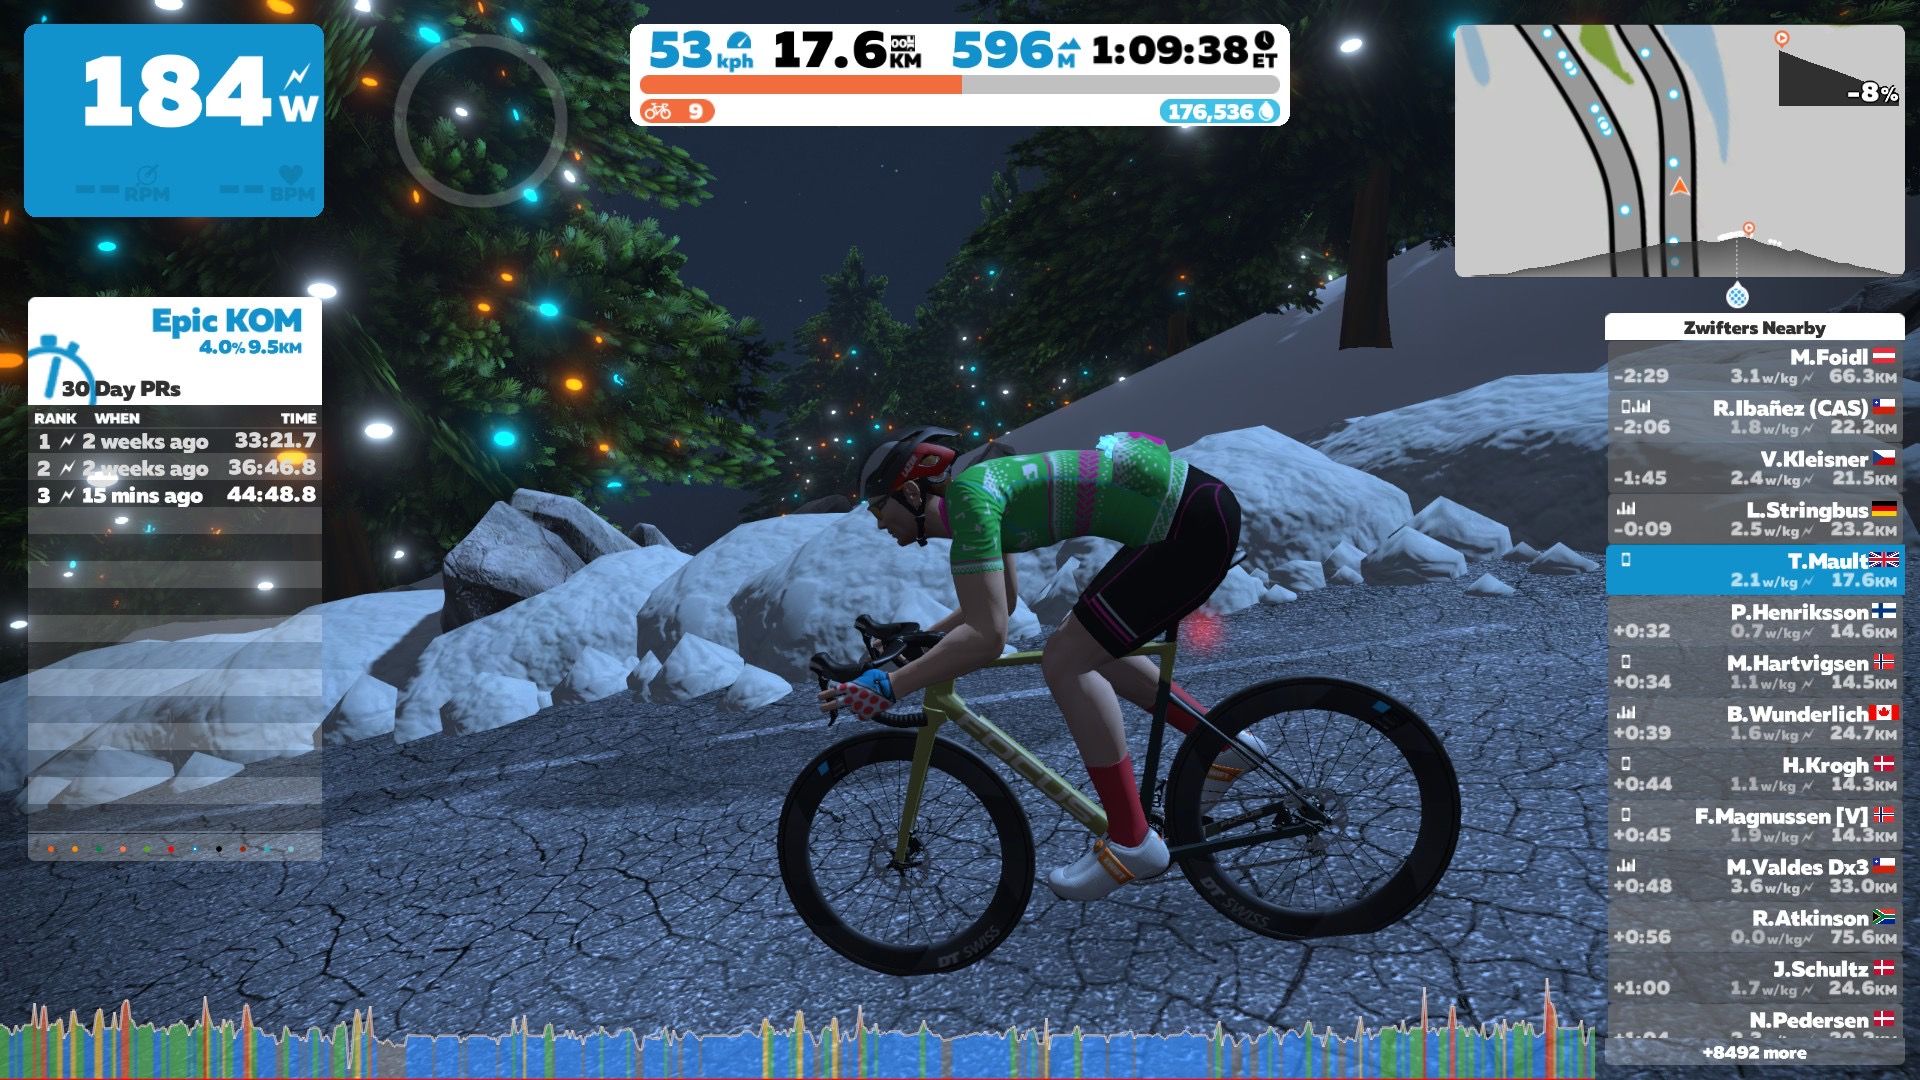 184 W
-- RPM -- BPM
53 kph 17.6 KM 596 M 1:09:38 ET
9 176,536
-8%
Epic KOM
4.0% 9.5KM
30 Day PRs
RANK WHEN TIME
1 2 weeks ago 33:21.7
2 2 weeks ago 36:46.8
3 15 mins ago 44:48.8
Zwifters Nearby
M.Foidl
-2:29 3.1w/kg 66.3KM
R.Ibañez (CAS)
-2:06 1.8w/kg 22.2KM
V.Kleisner
-1:45 2.4w/kg 21.5KM
L.Stringbus
-0:09 2.5w/kg 23.2KM
T.Mault
2.1w/kg 17.6KM
P.Henriksson
+0:32 0.7w/kg 14.6KM
M.Hartvigsen
+0:34 1.1w/kg 14.5KM
B.Wunderlich
+0:39 1.6w/kg 24.7KM
H.Krogh
+0:44 1.1w/kg 14.3KM
F.Magnussen [V]
+0:45 1.9w/kg 14.3KM
M.Valdes Dx3
+0:48 3.6w/kg 33.0KM
R.Atkinson
+0:56 0.0w/kg 75.6KM
J.Schultz
+1:00 1.7w/kg 24.6KM
N.Pedersen
+8492 more
FOCUS
DT SWISS
DT SWISS